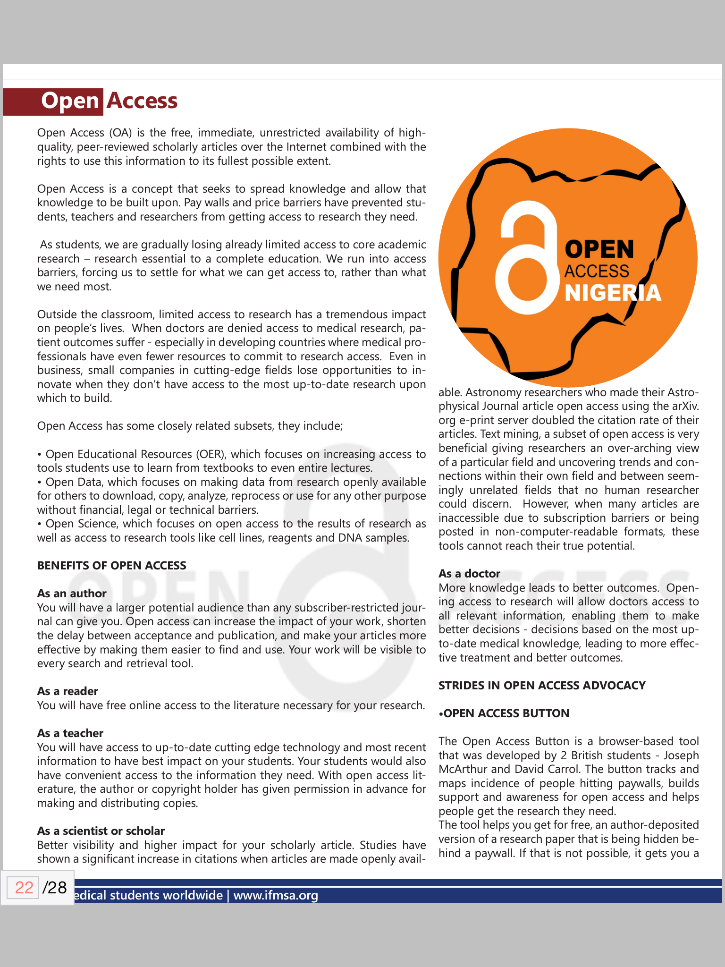 Open Access
Open Access (OA) is the free, immediate, unrestricted availability of high-
quality, peer-reviewed scholarly articles over the Internet combined with the
rights to use this information to its fullest possible extent.
Open Access is a concept that seeks to spread knowledge and allow that
knowledge to be built upon. Pay walls and price barriers have prevented stu-
dents, teachers and researchers from getting access to research they need.
As students, we are gradually losing already limited access to core academic
research – research essential to a complete education. We run into access
barriers, forcing us to settle for what we can get access to, rather than what
we need most.
Outside the classroom, limited access to research has a tremendous impact
on people's lives. When doctors are denied access to medical research, pa-
tient outcomes suffer - especially in developing countries where medical pro-
fessionals have even fewer resources to commit to research access. Even in
business, small companies in cutting-edge fields lose opportunities to in-
novate when they don't have access to the most up-to-date research upon
which to build.
Open Access has some closely related subsets, they include;
• Open Educational Resources (OER), which focuses on increasing access to
tools students use to learn from textbooks to even entire lectures.
• Open Data, which focuses on making data from research openly available
for others to download, copy, analyze, reprocess or use for any other purpose
without financial, legal or technical barriers.
• Open Science, which focuses on open access to the results of research as
well as access to research tools like cell lines, reagents and DNA samples.
BENEFITS OF OPEN ACCESS
As an author
You will have a larger potential audience than any subscriber-restricted jour-
nal can give you. Open access can increase the impact of your work, shorten
the delay between acceptance and publication, and make your articles more
effective by making them easier to find and use. Your work will be visible to
every search and retrieval tool.
As a reader
You will have free online access to the literature necessary for your research.
As a teacher
You will have access to up-to-date cutting edge technology and most recent
information to have best impact on your students. Your students would also
have convenient access to the information they need. With open access lit-
erature, the author or copyright holder has given permission in advance for
making and distributing copies.
As a scientist or scholar
Better visibility and higher impact for your scholarly article. Studies have
shown a significant increase in citations when articles are made openly avail-
OPEN
ACCESS
NIGERIA
able. Astronomy researchers who made their Astro-
physical Journal article open access using the arXiv.
org e-print server doubled the citation rate of their
articles. Text mining, a subset of open access is very
beneficial giving researchers an over-arching view
of a particular field and uncovering trends and con-
nections within their own field and between seem-
ingly unrelated fields that no human researcher
could discern. However, when many articles are
inaccessible due to subscription barriers or being
posted in non-computer-readable formats, these
tools cannot reach their true potential.
As a doctor
More knowledge leads to better outcomes. Open-
ing access to research will allow doctors access to
all relevant information, enabling them to make
better decisions - decisions based on the most up-
to-date medical knowledge, leading to more effec-
tive treatment and better outcomes.
STRIDES IN OPEN ACCESS ADVOCACY
•OPEN ACCESS BUTTON
The Open Access Button is a browser-based tool
that was developed by 2 British students - Joseph
McArthur and David Carrol. The button tracks and
maps incidence of people hitting paywalls, builds
support and awareness for open access and helps
people get the research they need.
The tool helps you get for free, an author-deposited
version of a research paper that is being hidden be-
hind a paywall. If that is not possible, it gets you a
OPEN ACCESS
22 /28
edical students worldwide | www.ifmsa.org